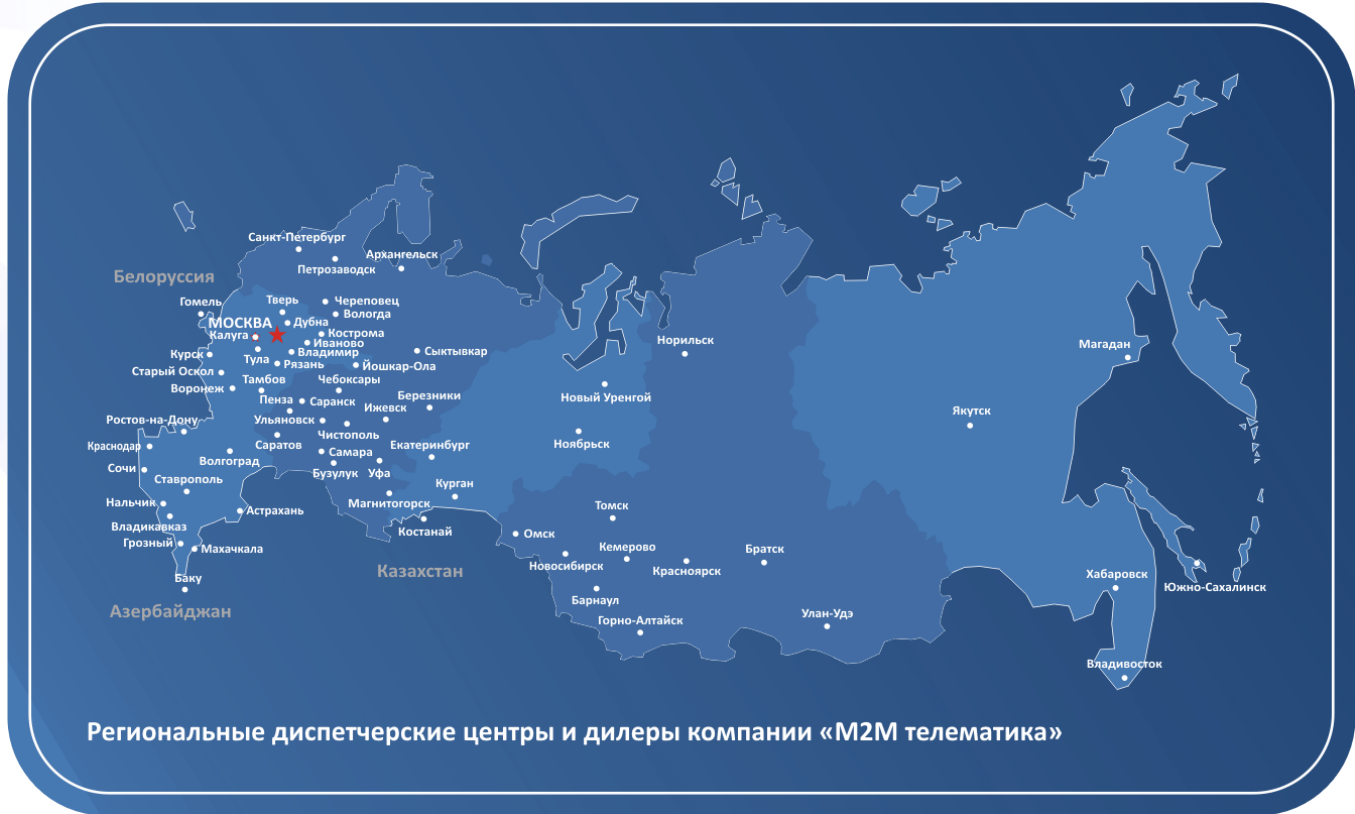 Санкт-Петербург
Петрозаводск
Архангельск
Белоруссия
Гомель
Тверь
Череповец
Вологда
МОСКВА
Дубна
Калуга
Кострома
Иваново
Курск
Тула
Владимир
Сыктывкар
Рязань
Йошкар-Ола
Старый Оскол
Воронеж
Тамбов
Чебоксары
Пенза
Саранск
Березники
Ижевск
Ростов-на-Дону
Ульяновск
Чистополь
Краснодар
Саратов
Екатеринбург
Сочи
Волгоград
Самара
Бузулук
Уфа
Ставрополь
Курган
Нальчик
Магнитогорск
Астрахань
Владикавказ
Костанай
Грозный
Махачкала
Казахстан
Баку
Азербайджан
Норильск
Новый Уренгой
Ноябрьск
Томск
Омск
Кемерово
Новосибирск
Красноярск
Братск
Барнаул
Горно-Алтайск
Улан-Удэ
Магадан
Якутск
Хабаровск
Южно-Сахалинск
Владивосток
Региональные диспетчерские центры и дилеры компании «М2М телематика»